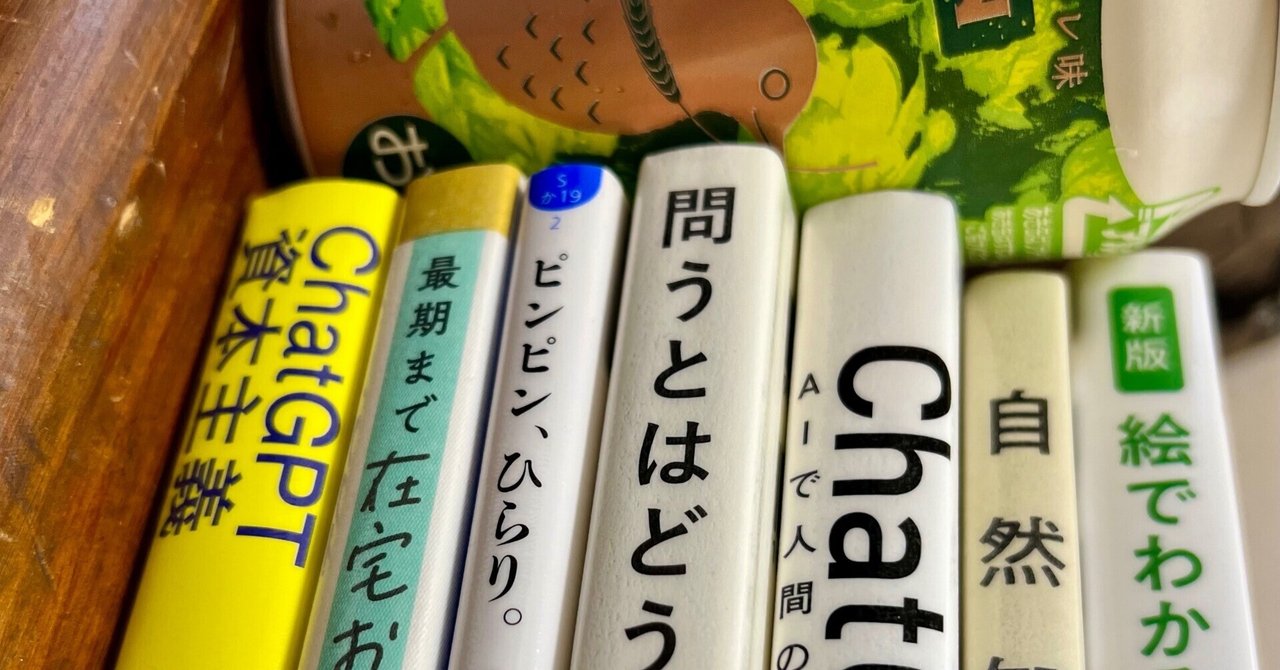 ChatGPT
資本主義
最期まで在宅お
S
か19
2
ピンピン、ひらり。
問うとはどう
Chat
AIで人間の
自然
新版
絵でわか
お
レ味